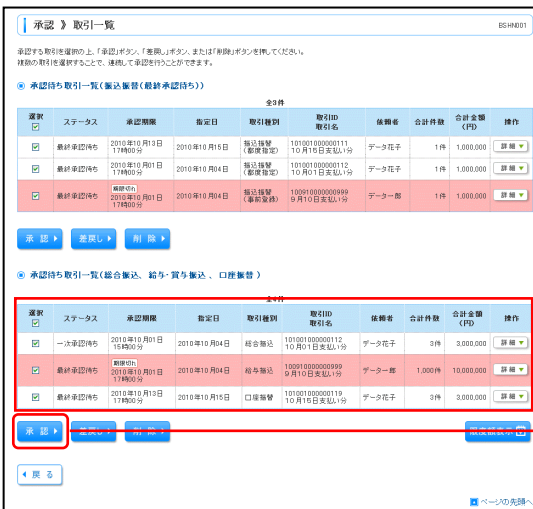 承認 》取引一覧 BSHN001
承認する取引を選択の上、「承認」ボタン、「差戻し」ボタン、または「削除」ボタンを押してください。
複数の取引を選択することで、連続して承認を行うことができます。
承認待ち取引一覧(振込振替(最終承認待ち))
全3件
選択 ステータス 承認期限 指定日 取引種別 取引ID 取引名 依頼者 合計件数 合計金額(円) 操作
最終承認待ち 2010年10月13日 17時00分 2010年10月15日 振込振替(都度指定) 101001000000111 10月15日支払い分 データ花子 1件 1,000,000 詳細▼
最終承認待ち 2010年10月01日 17時00分 2010年10月04日 振込振替(都度指定) 101001000000112 10月01日支払い分 データ花子 1件 1,000,000 詳細▼
最終承認待ち 期限切れ 2010年10月01日 17時00分 2010年10月04日 振込振替(事前登録) 100910000000999 9月10日支払い分 データ一郎 1件 1,000,000 詳細▼
承認 差戻し 削除
承認待ち取引一覧(総合振込、給与・賞与振込、口座振替)
選択 ステータス 承認期限 指定日 取引種別 取引ID 取引名 依頼者 合計件数 合計金額(円) 操作
一次承認待ち 2010年10月01日 15時00分 2010年10月04日 総合振込 101001000000112 10月01日支払い分 データ花子 3件 3,000,000 詳細▼
最終承認待ち 期限切れ 2010年10月01日 17時00分 2010年10月04日 給与振込 100910000000999 9月10日支払い分 データ一郎 1,000件 10,000,000 詳細▼
最終承認待ち 2010年10月13日 17時00分 2010年10月15日 口座振替 101001000000119 10月15日支払い分 データ花子 3件 3,000,000 詳細▼
承認 差戻し 削除 限度額表示
戻る
ページの先頭へ